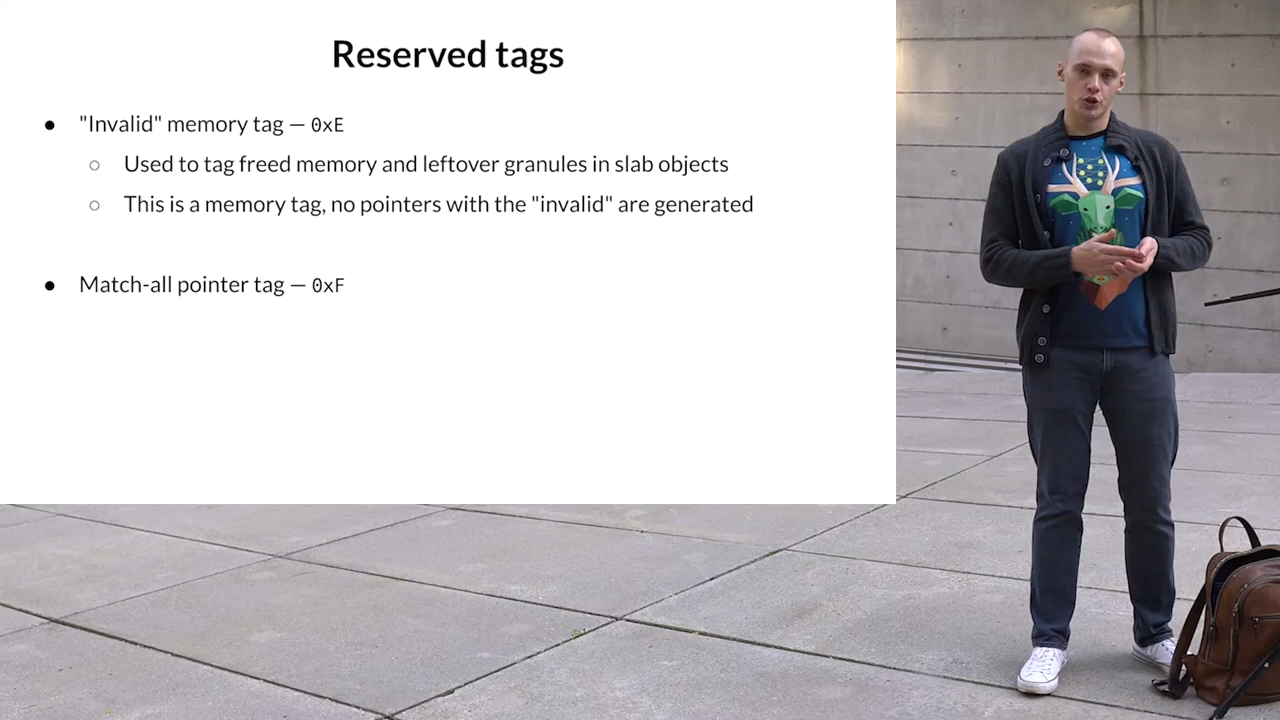 Reserved tags
● "Invalid" memory tag — 0xE
○ Used to tag freed memory and leftover granules in slab objects
○ This is a memory tag, no pointers with the "invalid" are generated
● Match-all pointer tag — 0xF